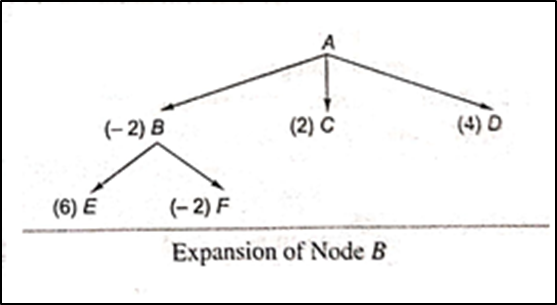 A
(– 2) B (2) C (4) D
(6) E (– 2) F
Expansion of Node B